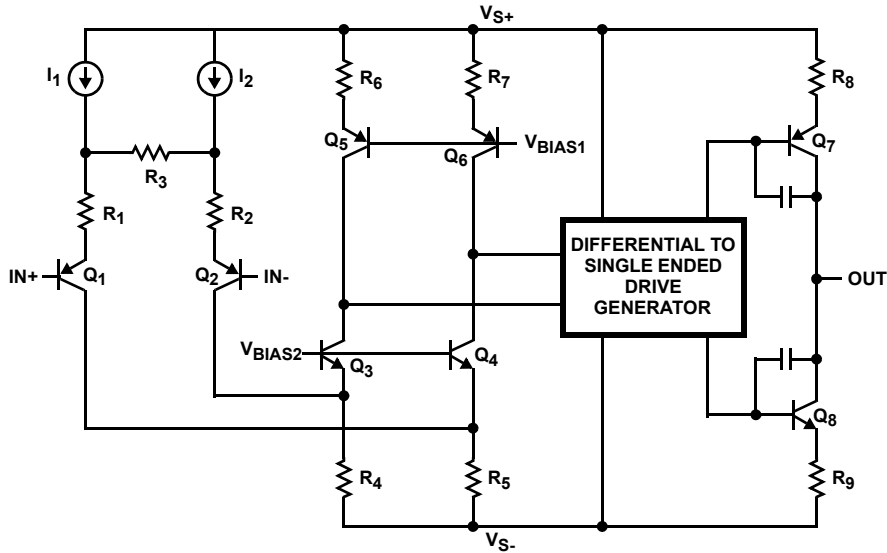 VS+
I1
I2
R6
R7
R8
Q5
Q6
VBIAS1
Q7
R3
R1
R2
DIFFERENTIAL TO
SINGLE ENDED
DRIVE
GENERATOR
IN+
Q1
Q2
IN-
OUT
VBIAS2
Q3
Q4
Q8
R4
R5
R9
VS-